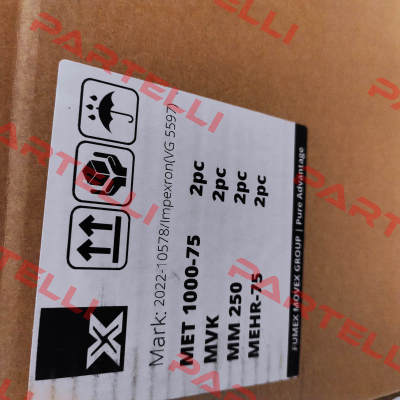 Mark: 2022-10578/Impexron(VG 5597)
MET 1000-75 2pc
MVK 2pc
MM 250 2pc
MEHR-75 2pc
FUMEX MOVEX GROUP | Pure Advantage
X
PARTELLI
PARTELLI
PARTELLI
PARTELLI
PARTELLI